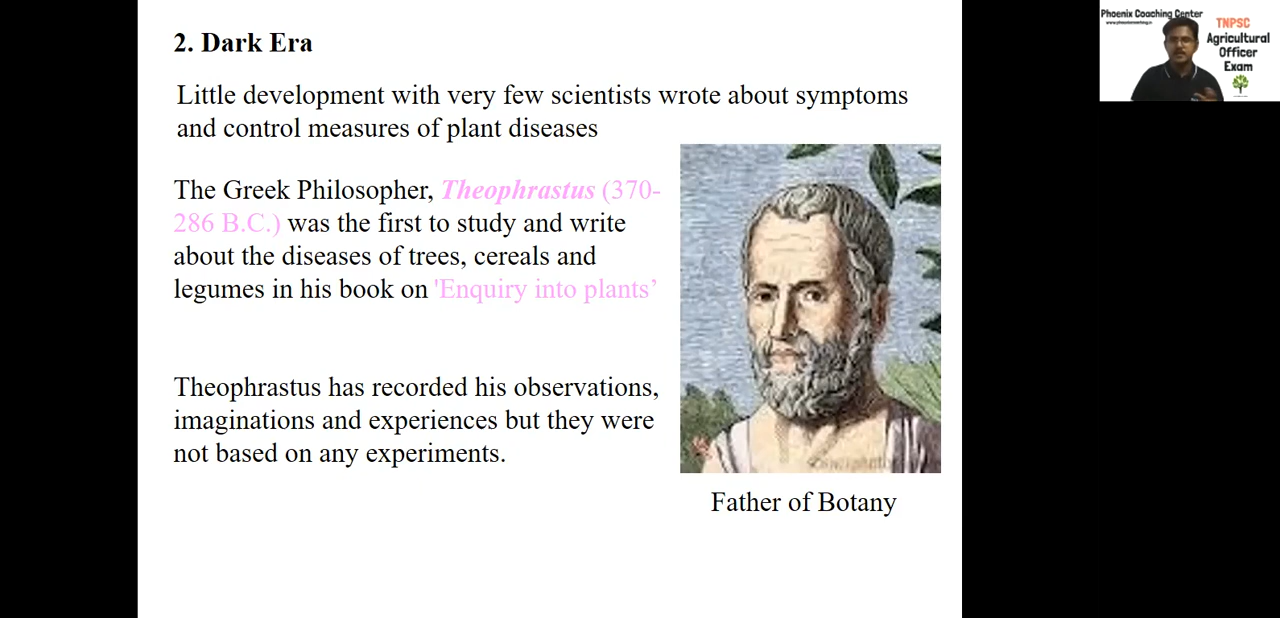 2. Dark Era
Little development with very few scientists wrote about symptoms
and control measures of plant diseases
The Greek Philosopher, Theophrastus (370-
286 B.C.) was the first to study and write
about the diseases of trees, cereals and
legumes in his book on 'Enquiry into plants’
Theophrastus has recorded his observations,
imaginations and experiences but they were
not based on any experiments.
Father of Botany
Phoenix Coaching Center
www.phoenixcoaching.in
TNPSC
Agricultural
Officer
Exam